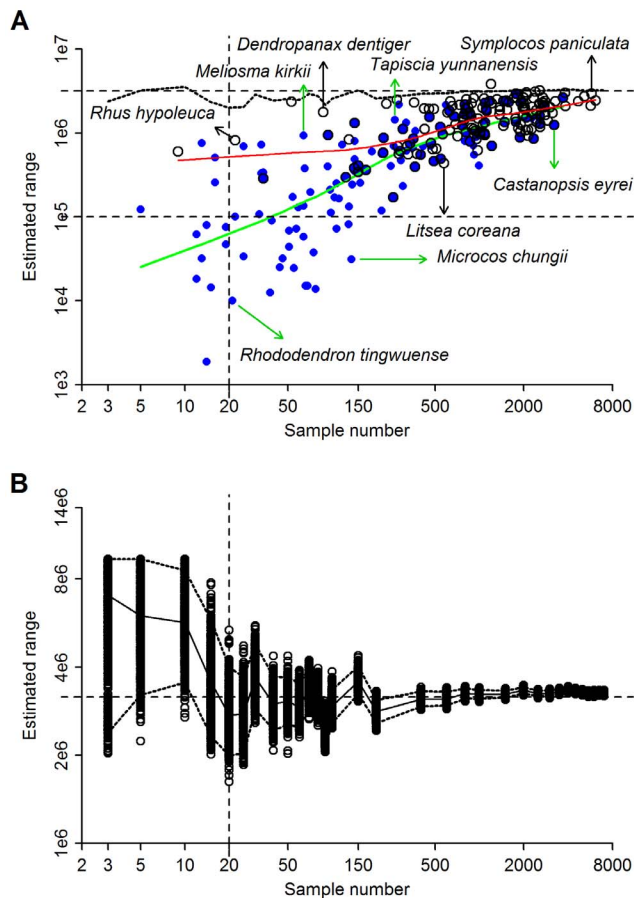 A
1e7
Dendropanax dentiger
Symplocos paniculata
Meliosma kirkii
Tapiscia yunnanensis
Rhus hypoleuca
1e6
Castanopsis eyrei
Estimated range
1e5
Litsea coreana
Microcos chungii
1e4
Rhododendron tingwuense
1e3
2 3 5 10 20 50 150 500 2000 8000
Sample number
B
14e6
8e6
Estimated range
4e6
2e6
1e6
2 3 5 10 20 50 150 500 2000 8000
Sample number